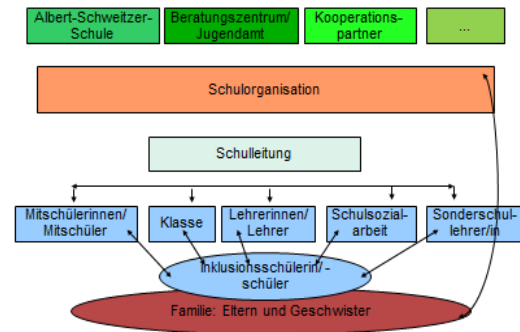 Albert-Schweitzer-
Schule
Beratungszentrum/
Jugendamt
Kooperations-
partner
...
Schulorganisation
Schulleitung
Mitschülerinnen/
Mitschüler
Klasse
Lehrerinnen/
Lehrer
Schulsozial-
arbeit
Sonderschul-
lehrer/in
Inklusionsschülerin/ -
schüler
Familie: Eltern und Geschwister